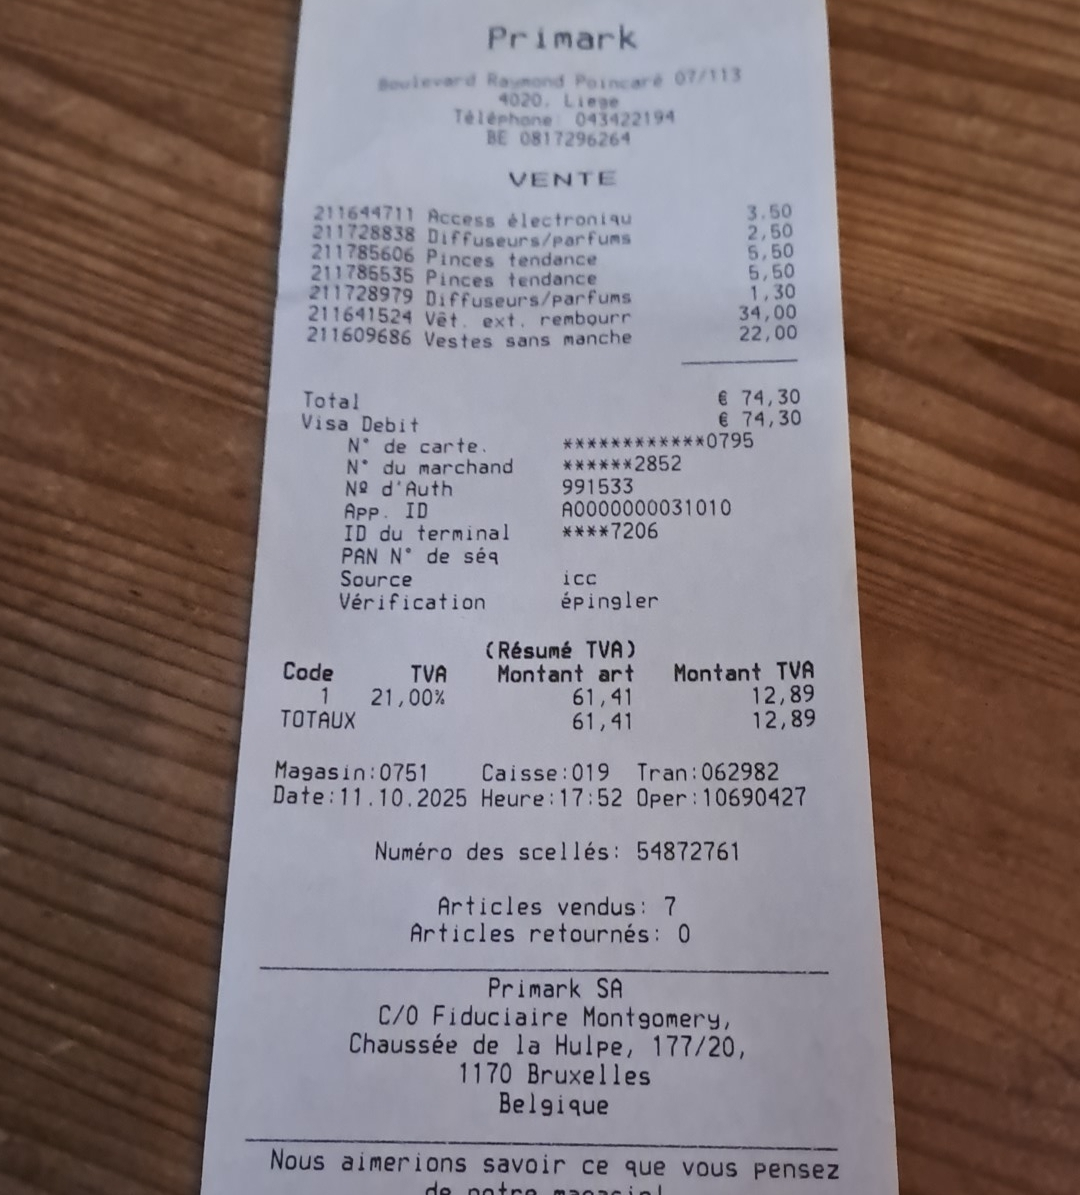 Primark
Boulevard Raymond Poincaré 07/113
4020, Liege
Téléphone: 043422194
BE 0817296264
VENTE
211644711 Access électroniqu 3,50
211728838 Diffuseurs/parfums 2,50
211785606 Pinces tendance 5,50
211785535 Pinces tendance 5,50
211728979 Diffuseurs/parfums 1,30
211641524 Vêt. ext. rembourr 34,00
211609686 Vestes sans manche 22,00
Total € 74,30
Visa Debit € 74,30
N° de carte. ************0795
N° du marchand ******2852
Nº d'Auth 991533
App. ID A0000000031010
ID du terminal ****7206
PAN N° de séq
Source icc
Vérification épingler
(Résumé TVA)
Code TVA Montant art Montant TVA
1 21,00% 61,41 12,89
TOTAUX 61,41 12,89
Magasin:0751 Caisse:019 Tran:062982
Date:11.10.2025 Heure:17:52 Oper:10690427
Numéro des scellés: 54872761
Articles vendus: 7
Articles retournés: 0
Primark SA
C/O Fiduciaire Montgomery,
Chaussée de la Hulpe, 177/20,
1170 Bruxelles
Belgique
Nous aimerions savoir ce que vous pensez
de notre magasin!